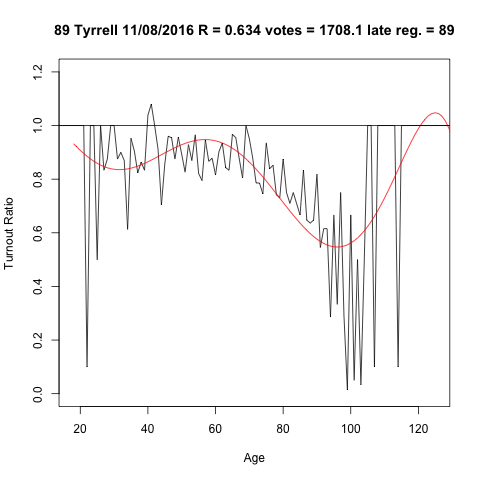 89 Tyrrell 11/08/2016 R = 0.634 votes = 1708.1 late reg. = 89
1.2
1.0
0.8
0.6
0.4
0.2
0.0
Turnout Ratio
20 40 60 80 100 120
Age